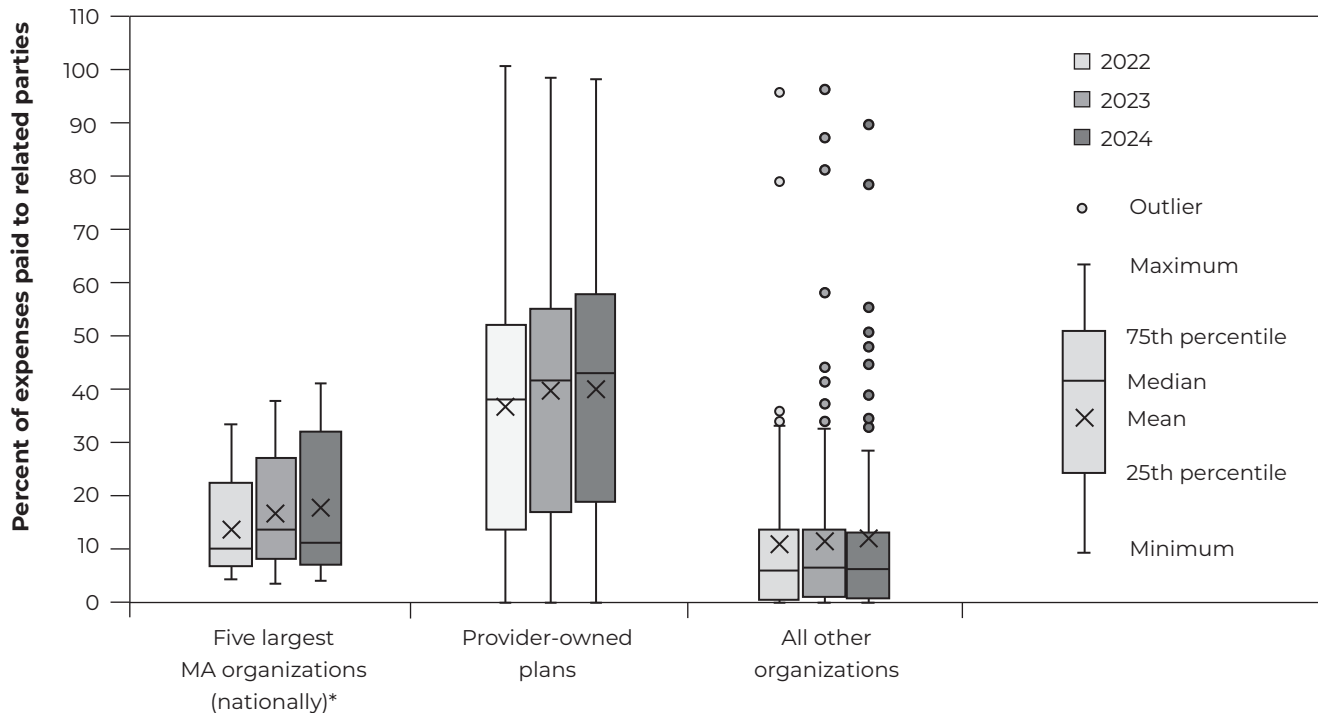 Percent of expenses paid to related parties
110
100
90
80
70
60
50
40
30
20
10
0
Five largest
MA organizations
(nationally)*
Provider-owned
plans
All other
organizations
2022
2023
2024
Outlier
Maximum
75th percentile
Median
Mean
25th percentile
Minimum